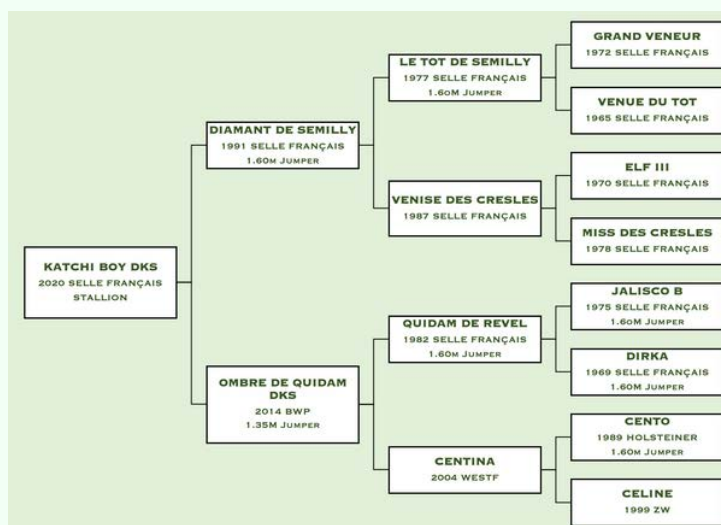 KATCHI BOY DKS
2020 SELLE FRANÇAIS
STALLION
DIAMANT DE SEMILLY
1991 SELLE FRANÇAIS
1.60M JUMPER
OMBRE DE QUIDAM
DKS
2014 BWP
1.35M JUMPER
LE TOT DE SEMILLY
1977 SELLE FRANÇAIS
1.60M JUMPER
VENISE DES CRESLES
1987 SELLE FRANÇAIS
QUIDAM DE REVEL
1982 SELLE FRANÇAIS
1.60M JUMPER
CENTINA
2004 WESTF
GRAND VENEUR
1972 SELLE FRANÇAIS
VENUE DU TOT
1965 SELLE FRANÇAIS
ELF III
1970 SELLE FRANÇAIS
MISS DES CRESLES
1978 SELLE FRANÇAIS
JALISCO B
1975 SELLE FRANÇAIS
1.60M JUMPER
DIRKA
1969 SELLE FRANÇAIS
1.60M JUMPER
CENTO
1989 HOLSTEINER
1.60M JUMPER
CELINE
1999 ZW